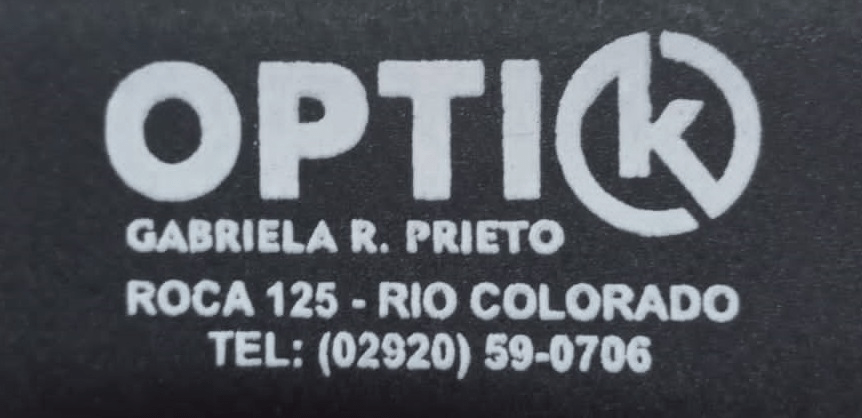 OPTIk
GABRIELA R. PRIETO
ROCA 125 - RIO COLORADO
TEL: (02920) 59-0706